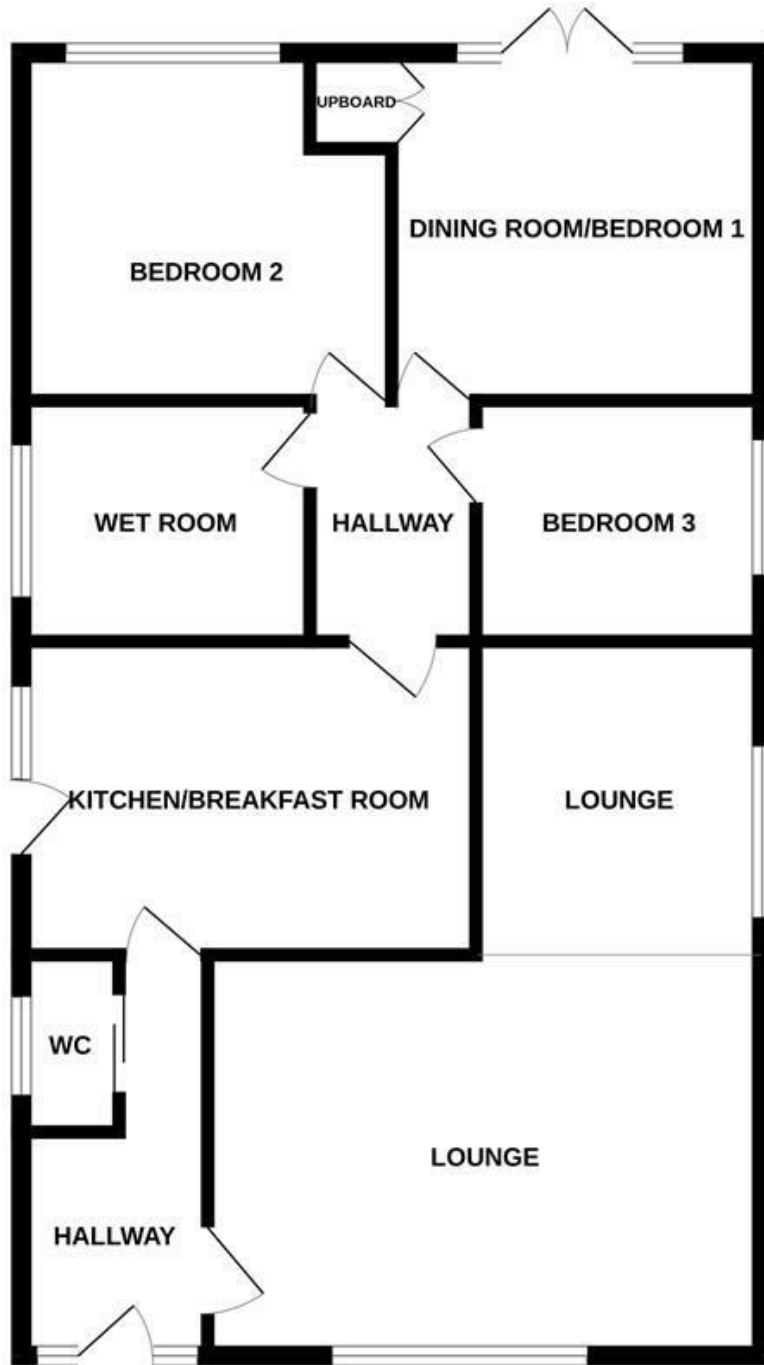 UPBOARD
DINING ROOM/BEDROOM 1
BEDROOM 2
WET ROOM
HALLWAY
BEDROOM 3
KITCHEN/BREAKFAST ROOM
LOUNGE
WC
LOUNGE
HALLWAY